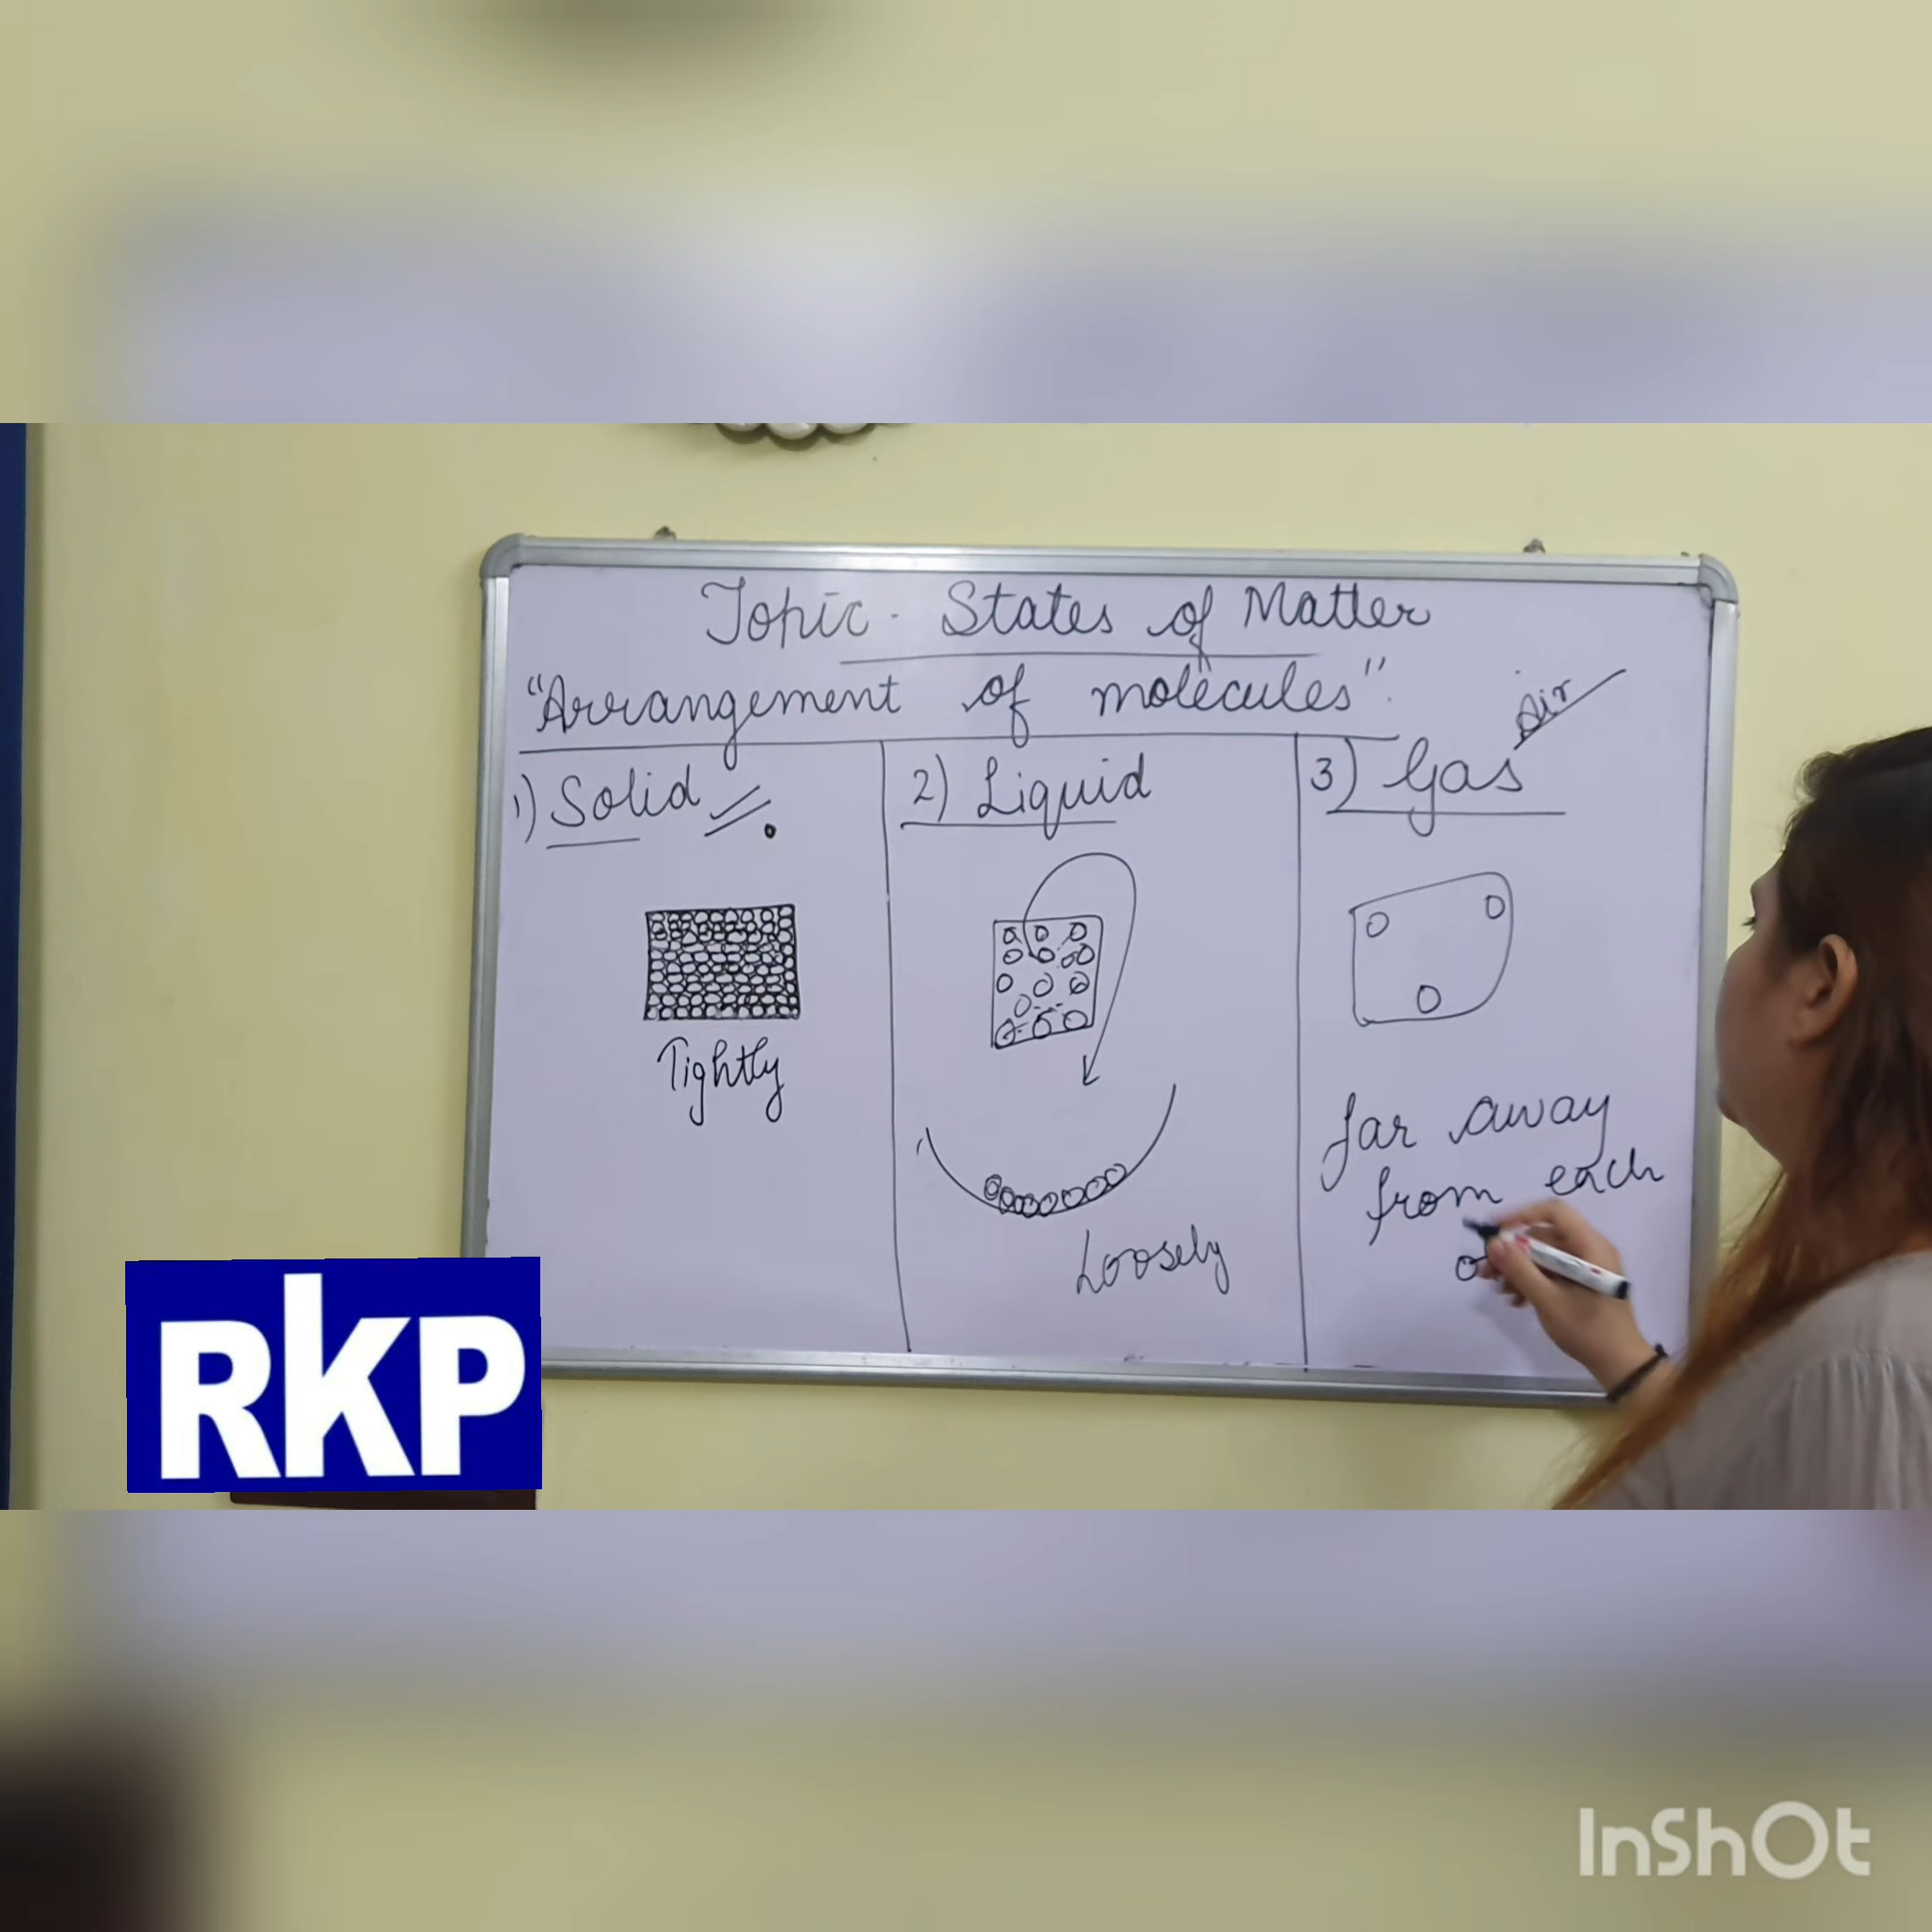 Topic - States of Matter
"Arrangement of molecules".
1) Solid
2) Liquid
3) Gas
Air
Tightly
Loosely
far away
from each
o
RKP
InShOt